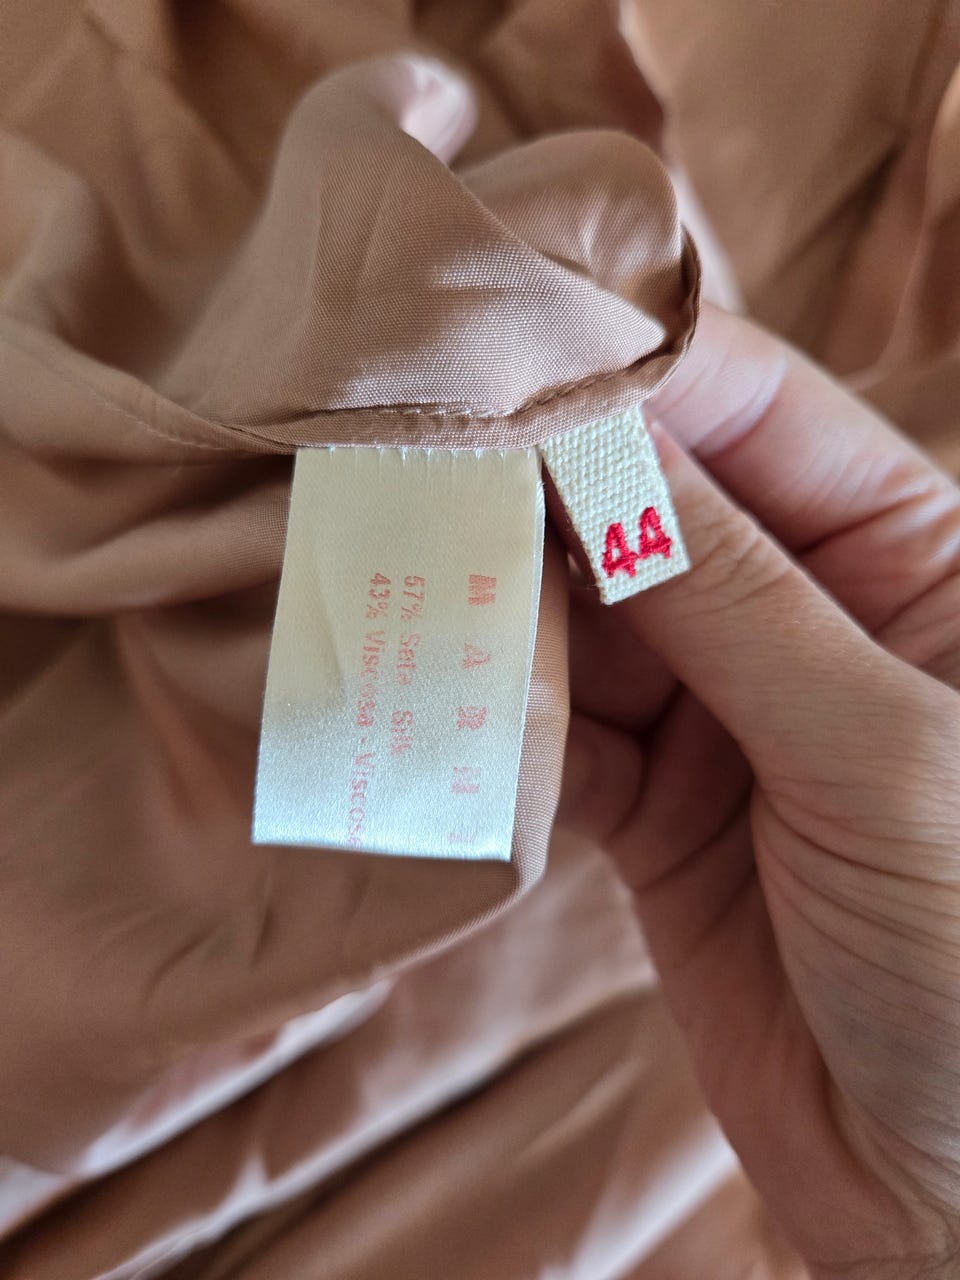 M A R N I
57% Seta Silk
43% Viscosa - Viscose
44